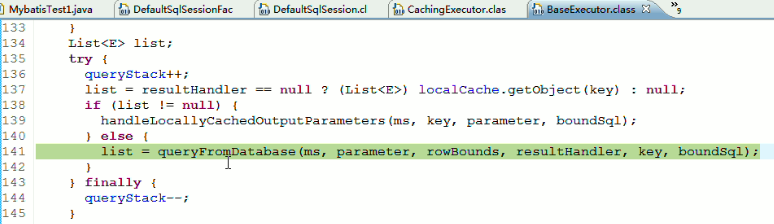 MybatisTest1.java DefaultSqlSessionFac DefaultSqlSession.cl CachingExecutor.clas BaseExecutor.class »9
133 }
134 List<E> list;
135 try {
136 queryStack++;
137 list = resultHandler == null ? (List<E>) localCache.getObject(key) : null;
138 if (list != null) {
139 handleLocallyCachedOutputParameters(ms, key, parameter, boundSql);
140 } else {
141 list = queryFromDatabase(ms, parameter, rowBounds, resultHandler, key, boundSql);
142 }
143 } finally {
144 queryStack--;
145 }